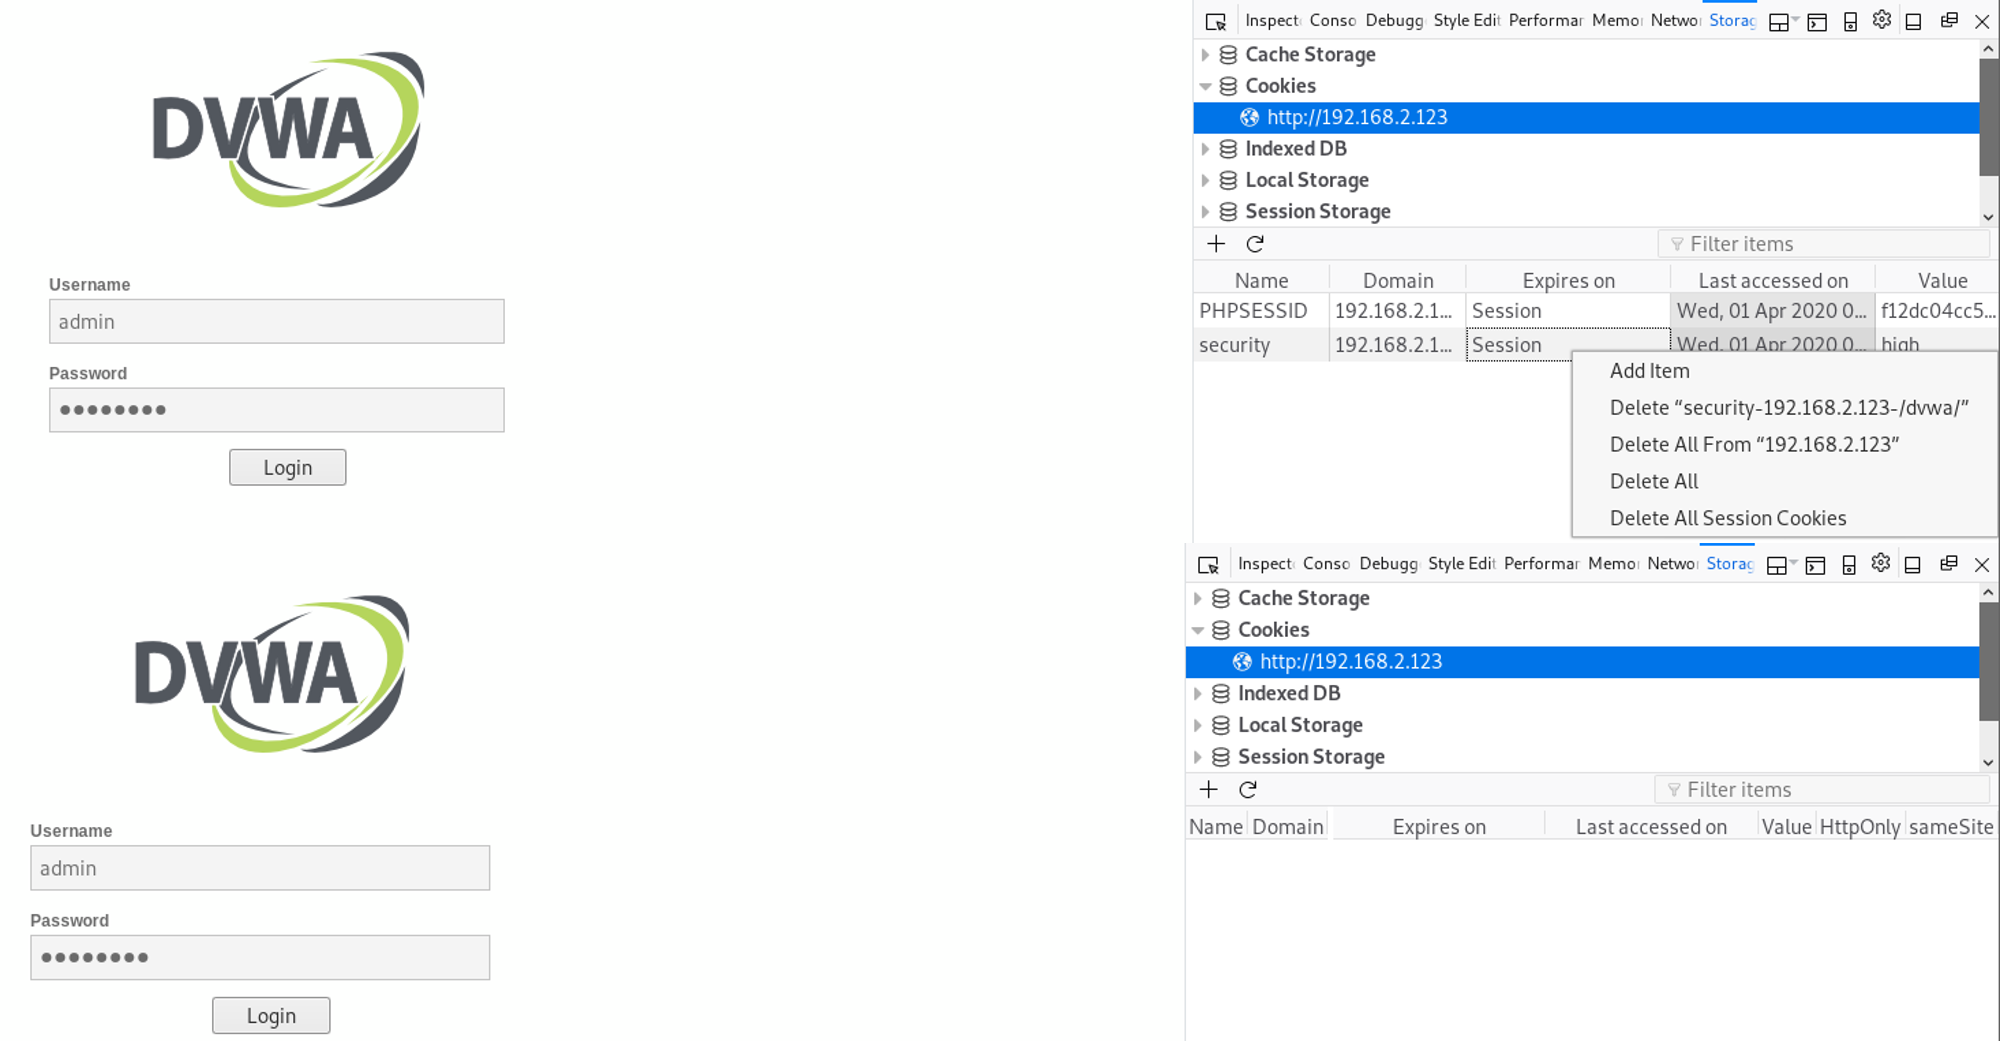 DVWA
Username
admin
Password
Login
Inspect Conso Debugg Style Edit Performar Memo Networ Storag
Cache Storage
Cookies
http://192.168.2.123
Indexed DB
Local Storage
Session Storage
Filter items
Name Domain Expires on Last accessed on Value
PHPSESSID 192.168.2.1... Session Wed, 01 Apr 2020 0... f12dc04cc5...
security 192.168.2.1... Session Wed, 01 Apr 2020 0... high
Add Item
Delete “security-192.168.2.123-/dvwa/”
Delete All From “192.168.2.123”
Delete All
Delete All Session Cookies
DVWA
Username
admin
Password
Login
Inspect Conso Debugg Style Edit Performar Memo Networ Storag
Cache Storage
Cookies
http://192.168.2.123
Indexed DB
Local Storage
Session Storage
Filter items
Name Domain Expires on Last accessed on Value HttpOnly sameSite